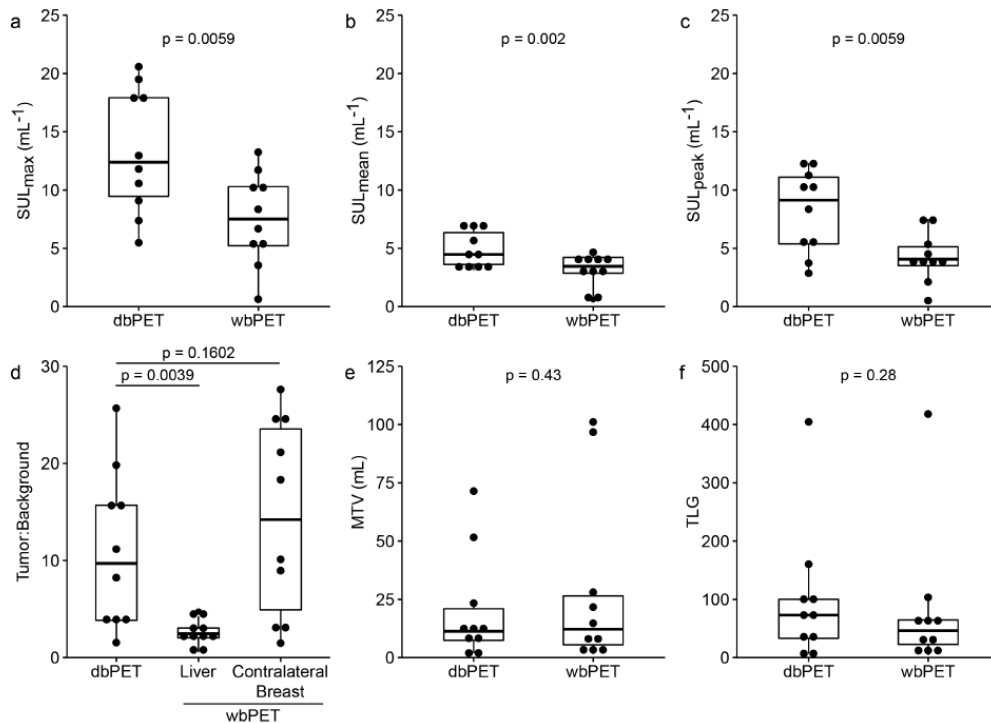 a
p = 0.0059
25
20
15
10
5
0
SULmax (mL-1)
dbPET
wbPET
b
p = 0.002
25
20
15
10
5
0
SULmean (mL-1)
dbPET
wbPET
c
p = 0.0059
25
20
15
10
5
0
SULpeak (mL-1)
dbPET
wbPET
d
p = 0.1602
p = 0.0039
30
20
10
0
Tumor:Background
dbPET
Liver
Contralateral
Breast
wbPET
e
p = 0.43
125
100
75
50
25
0
MTV (mL)
dbPET
wbPET
f
p = 0.28
500
400
300
200
100
0
TLG
dbPET
wbPET